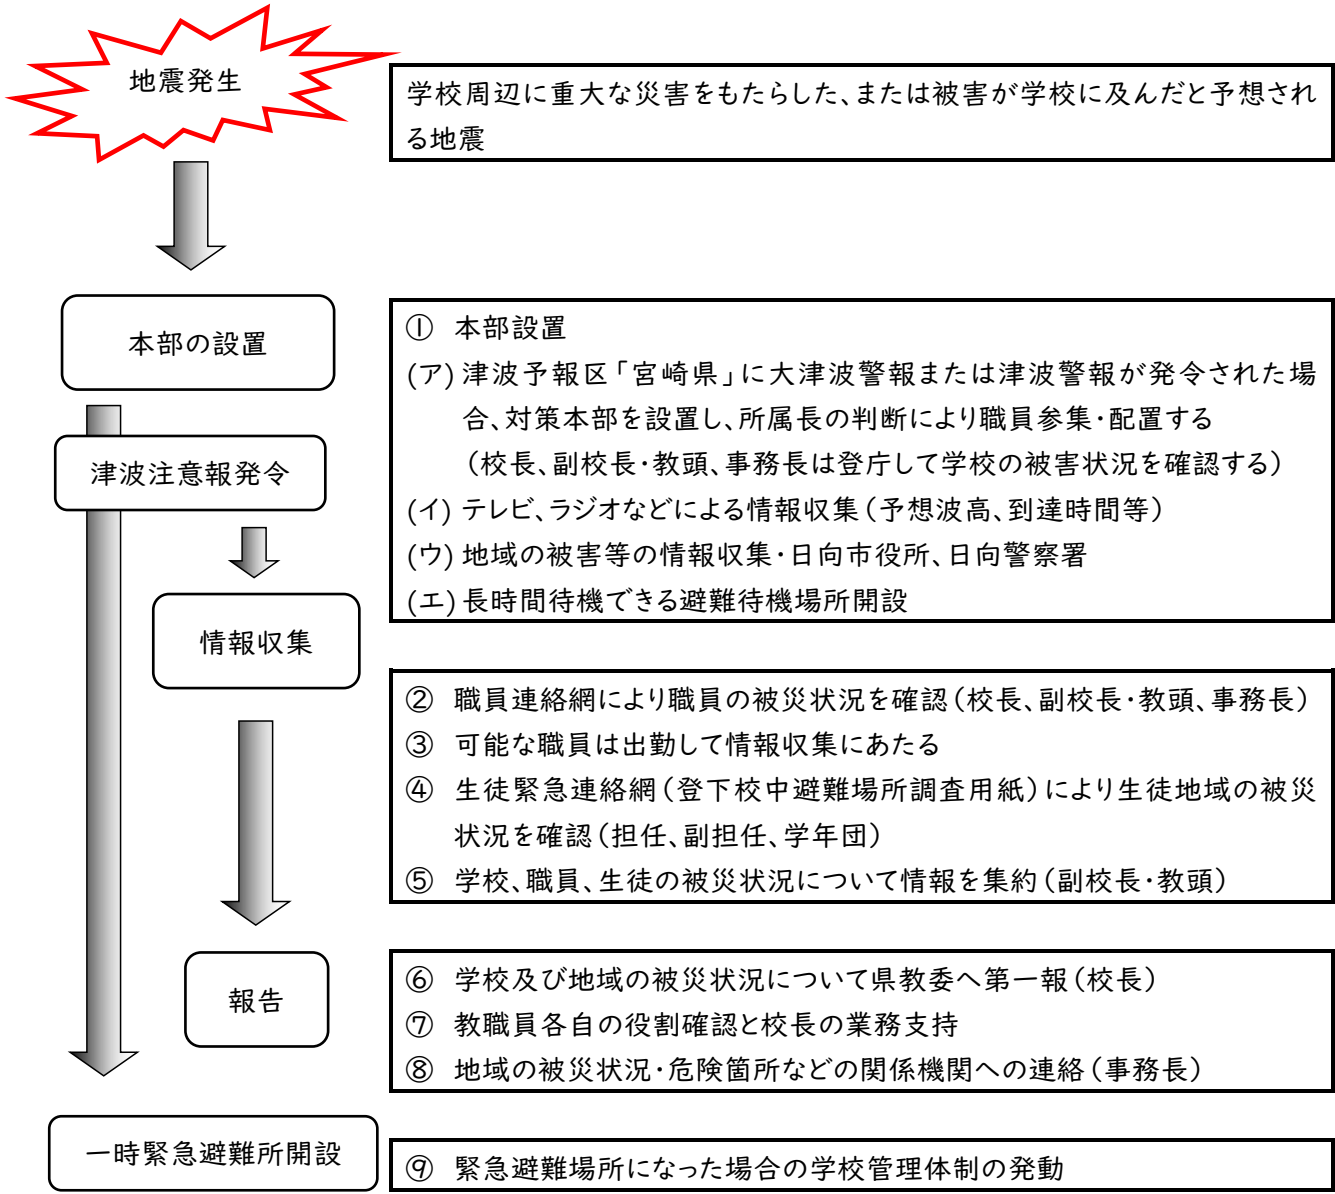 地震発生
学校周辺に重大な災害をもたらした、または被害が学校に及んだと予想され
る地震
本部の設置
① 本部設置
(ア) 津波予報区「宮崎県」に大津波警報または津波警報が発令された場
合、対策本部を設置し、所属長の判断により職員参集・配置する
（校長、副校長・教頭、事務長は登庁して学校の被害状況を確認する）
(イ) テレビ、ラジオなどによる情報収集（予想波高、到達時間等）
(ウ) 地域の被害等の情報収集・日向市役所、日向警察署
(エ) 長時間待機できる避難待機場所開設
津波注意報発令
情報収集
② 職員連絡網により職員の被災状況を確認（校長、副校長・教頭、事務長）
③ 可能な職員は出勤して情報収集にあたる
④ 生徒緊急連絡網（登下校中避難場所調査用紙）により生徒地域の被災
状況を確認（担任、副担任、学年団）
⑤ 学校、職員、生徒の被災状況について情報を集約（副校長・教頭）
報告
⑥ 学校及び地域の被災状況について県教委へ第一報（校長）
⑦ 教職員各自の役割確認と校長の業務支持
⑧ 地域の被災状況・危険箇所などの関係機関への連絡（事務長）
一時緊急避難所開設
⑨ 緊急避難場所になった場合の学校管理体制の発動